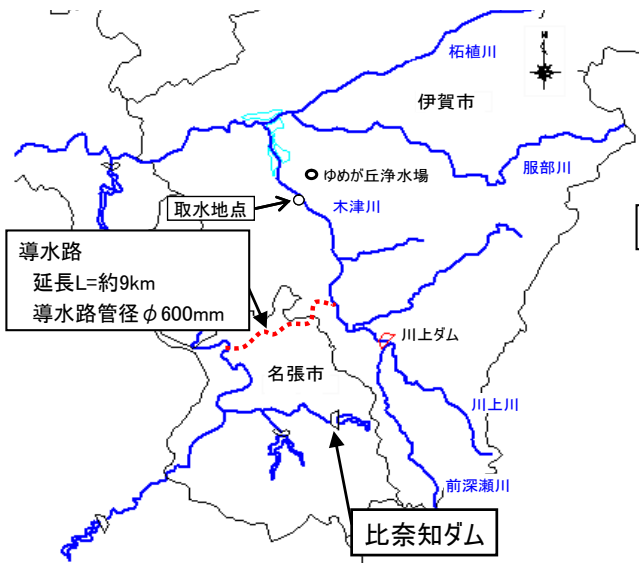 柘植川
伊賀市
服部川
ゆめが丘浄水場
取水地点
木津川
導水路
延長L=約9km
導水路管径φ600mm
川上ダム
名張市
川上川
前深瀬川
比奈知ダム